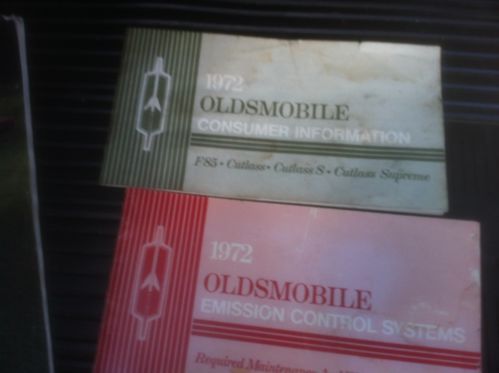 1972
OLDSMOBILE
CONSUMER INFORMATION
F85 • Cutlass • Cutlass S • Cutlass Supreme
1972
OLDSMOBILE
EMISSION CONTROL SYSTEMS
Required Maintenance